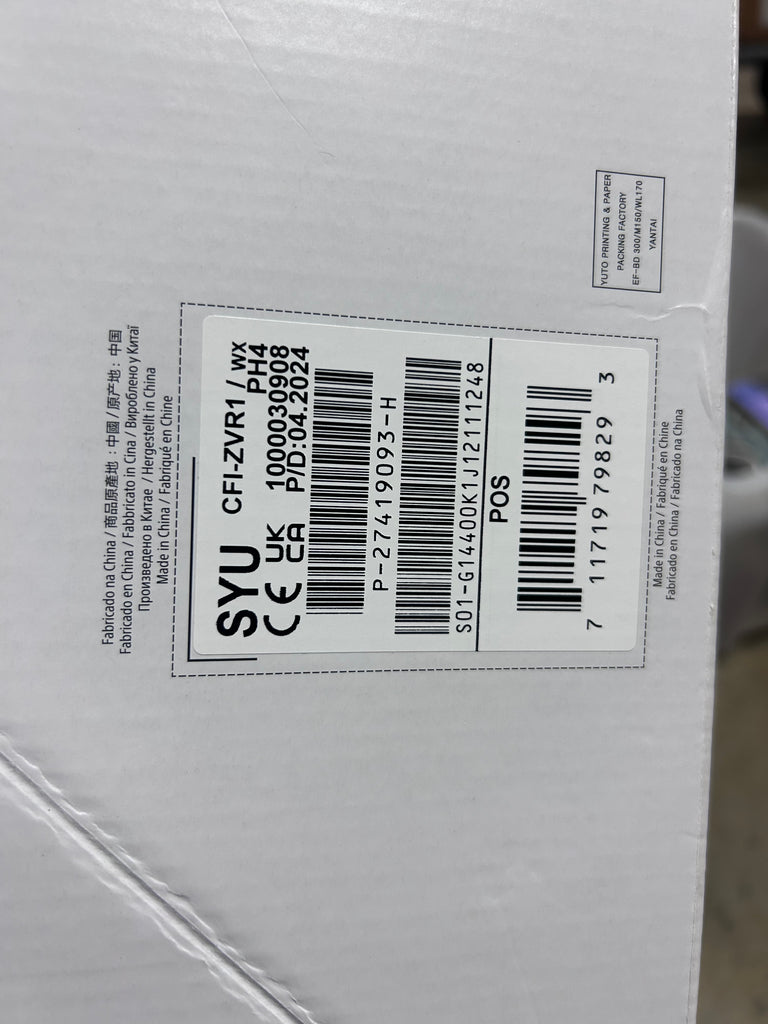 Fabricado na China / 商品原產地：中國 / 原产地：中国
Fabricado en China / Fabbricato in Cina / Вироблено у Китаї
Произведено в Китае / Hergestellt in China
Made in China / Fabriqué en Chine
SYU CFI-ZVR1 / WX
PH4
CE UK CA 1000030908
P/D:04.2024
P-27419093-H
S01-G14400K1J12111248
POS
7 11719 79829 3
Made in China / Fabriqué en Chine
Fabricado en China / Fabricado na China
YUTO PRINTING & PAPER
PACKING FACTORY
EF-BD 300/M150/WL170
YANTAI